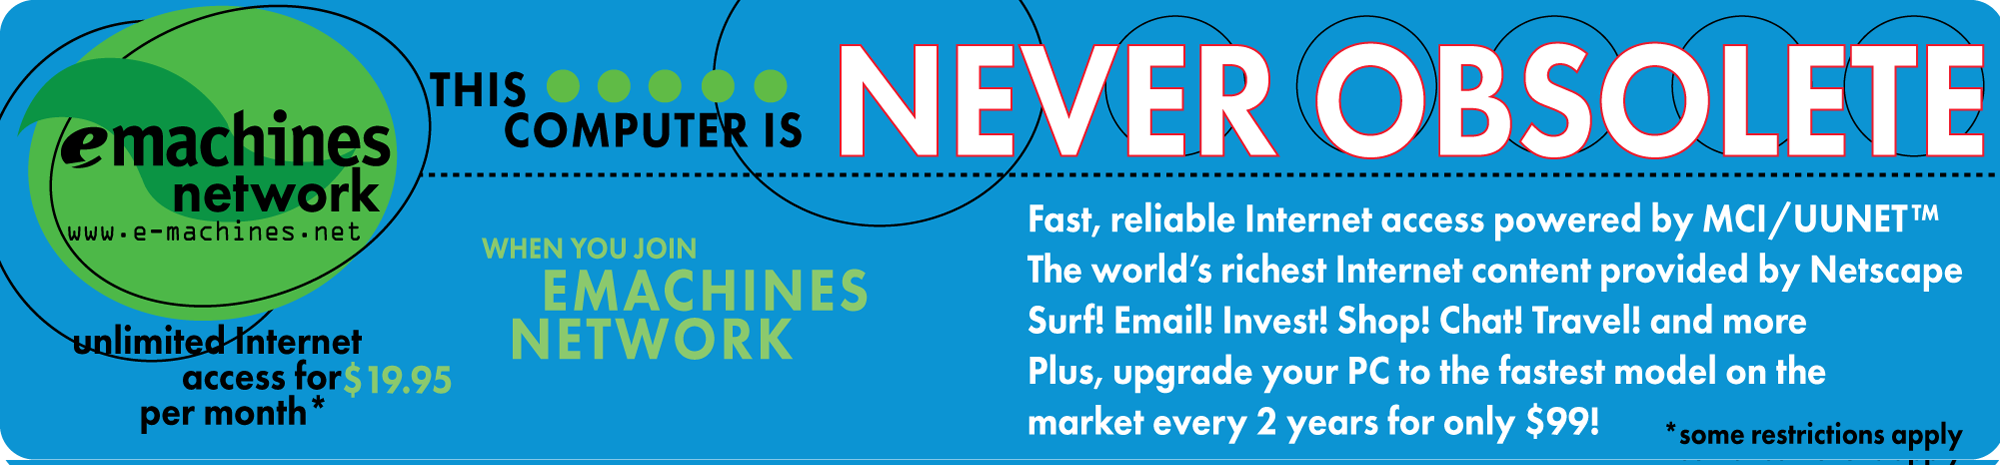 emachines
network
www.e-machines.net
unlimited Internet
access for $19.95
per month*
THIS
COMPUTER IS
NEVER OBSOLETE
WHEN YOU JOIN
EMACHINES
NETWORK
Fast, reliable Internet access powered by MCI/UUNET™
The world's richest Internet content provided by Netscape
Surf! Email! Invest! Shop! Chat! Travel! and more
Plus, upgrade your PC to the fastest model on the
market every 2 years for only $99!
*some restrictions apply